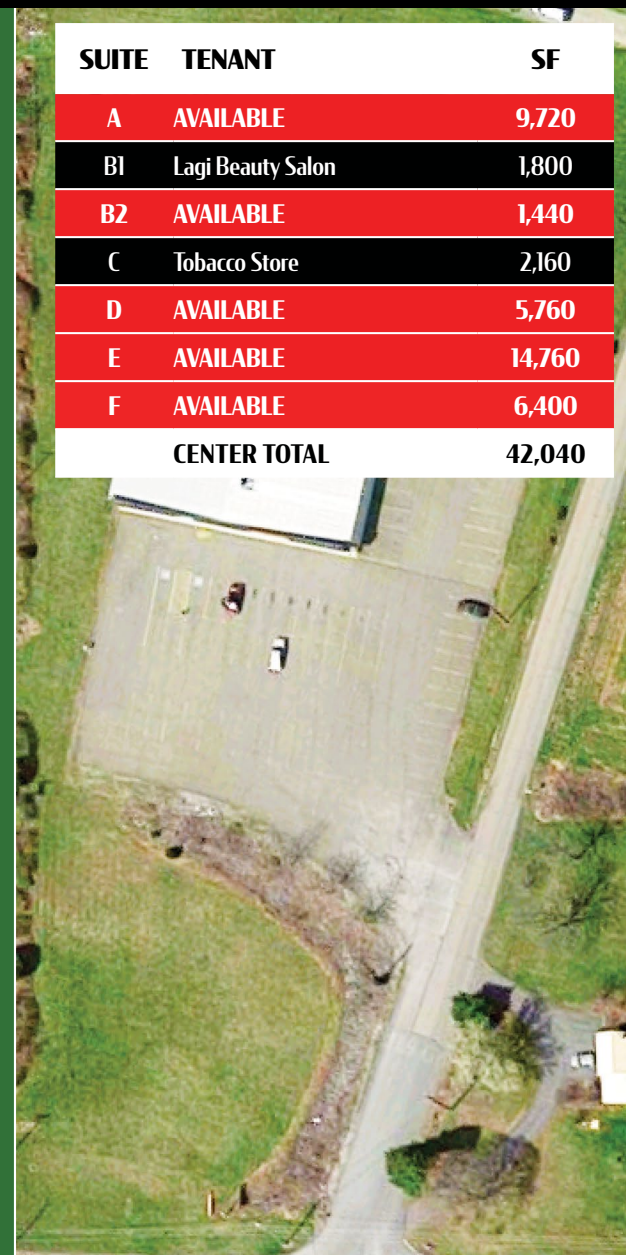 SUITE TENANT SF
A AVAILABLE 9,720
B1 Lagi Beauty Salon 1,800
B2 AVAILABLE 1,440
C Tobacco Store 2,160
D AVAILABLE 5,760
E AVAILABLE 14,760
F AVAILABLE 6,400
CENTER TOTAL 42,040